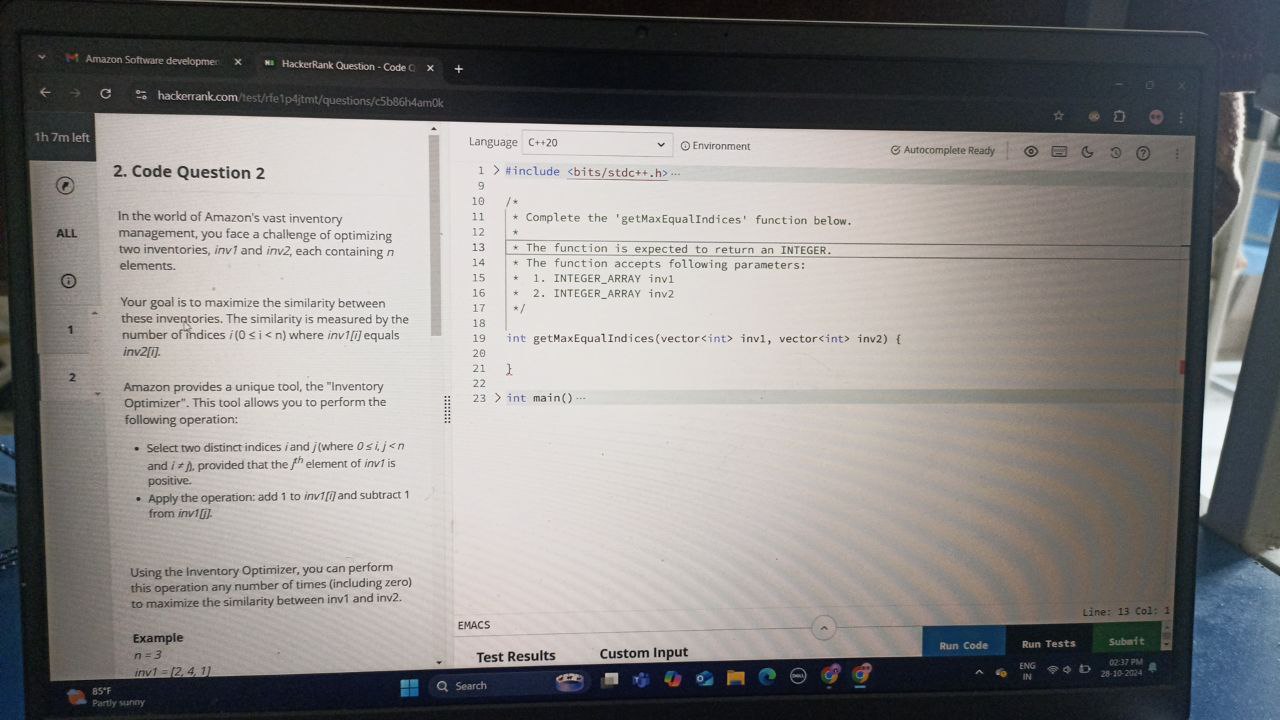 Amazon Software developme
HackerRank Question - Code Q
hackerrank.com/test/rfe1p4jtmt/questions/c5b86h4am0k
1h 7m left
ALL
1
2
2. Code Question 2
In the world of Amazon's vast inventory
management, you face a challenge of optimizing
two inventories, inv1 and inv2, each containing n
elements.
Your goal is to maximize the similarity between
these inventories. The similarity is measured by the
number of indices i (0 ≤ i < n) where inv1[i] equals
inv2[i].
Amazon provides a unique tool, the "Inventory
Optimizer". This tool allows you to perform the
following operation:
• Select two distinct indices i and j (where 0 ≤ i, j < n
and i ≠ j), provided that the jth element of inv1 is
positive.
• Apply the operation: add 1 to inv1[i] and subtract 1
from inv1[j].
Using the Inventory Optimizer, you can perform
this operation any number of times (including zero)
to maximize the similarity between inv1 and inv2.
Example
n = 3
inv1 = [2, 4, 1]
Language
C++20
Environment
Autocomplete Ready
1 > #include <bits/stdc++.h> ···
9
10 /*
11 * Complete the 'getMaxEqualIndices' function below.
12 *
13 * The function is expected to return an INTEGER.
14 * The function accepts following parameters:
15 * 1. INTEGER_ARRAY inv1
16 * 2. INTEGER_ARRAY inv2
17 */
18
19 int getMaxEqualIndices(vector<int> inv1, vector<int> inv2) {
20
21 }
22
23 > int main() ···
Line: 13 Col: 1
EMACS
Test Results
Custom Input
Run Code
Run Tests
Submit
85°F
Partly sunny
Search
ENG
IN
02:37 PM
28-10-2024